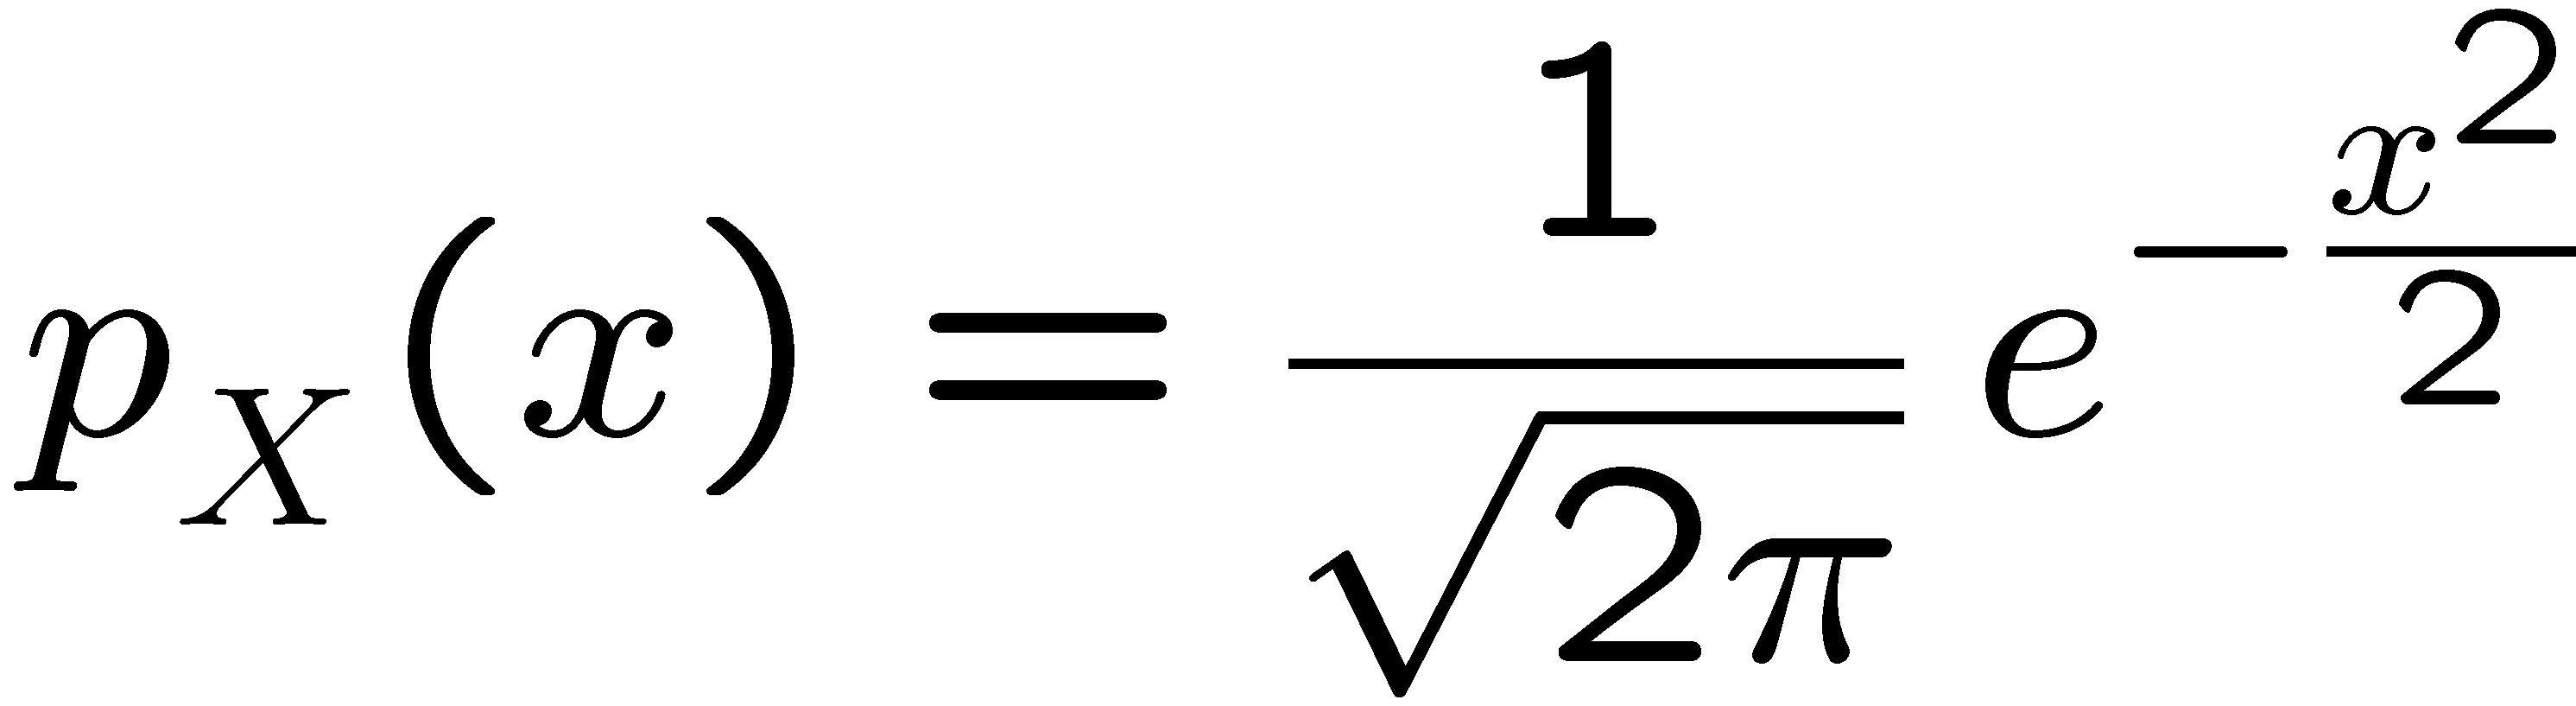 p_X(x) = \frac{1}{\sqrt{2\pi}} e^{-\frac{x^2}{2}}